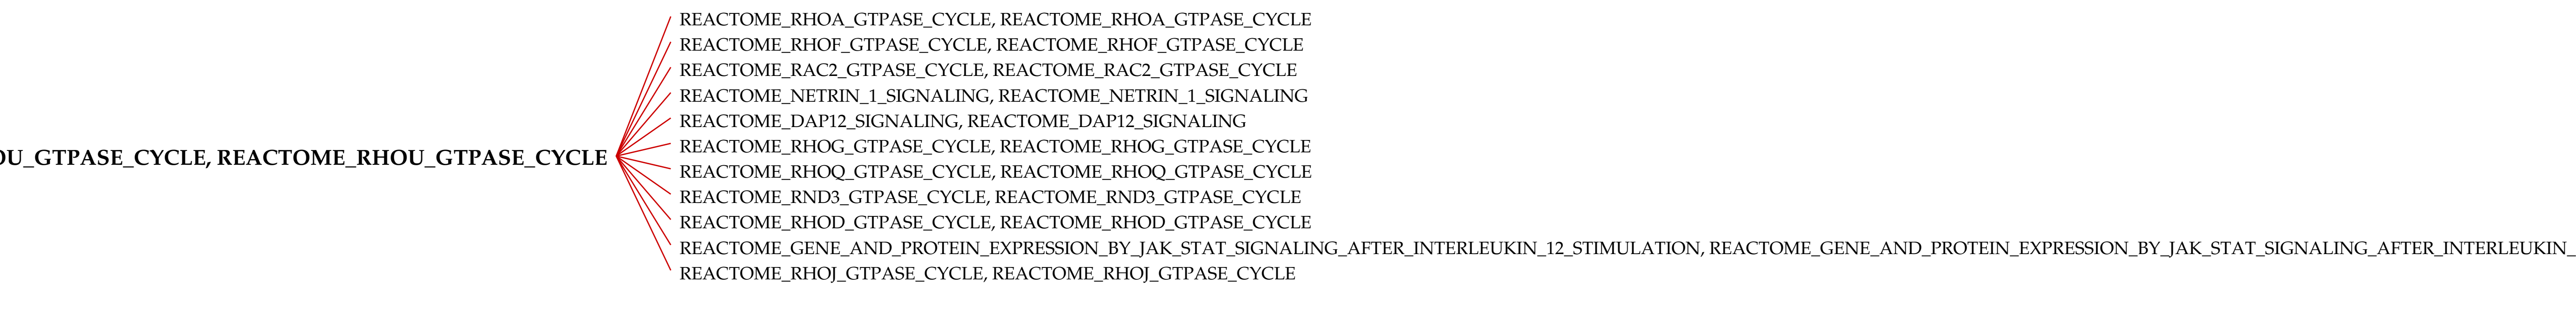 REACTOME_RHOA_GTPASE_CYCLE, REACTOME_RHOA_GTPASE_CYCLE
REACTOME_RHOF_GTPASE_CYCLE, REACTOME_RHOF_GTPASE_CYCLE
REACTOME_RAC2_GTPASE_CYCLE, REACTOME_RAC2_GTPASE_CYCLE
REACTOME_NETRIN_1_SIGNALING, REACTOME_NETRIN_1_SIGNALING
REACTOME_DAP12_SIGNALING, REACTOME_DAP12_SIGNALING
REACTOME_RHOG_GTPASE_CYCLE, REACTOME_RHOG_GTPASE_CYCLE
OU_GTPASE_CYCLE, REACTOME_RHOU_GTPASE_CYCLE
REACTOME_RHOQ_GTPASE_CYCLE, REACTOME_RHOQ_GTPASE_CYCLE
REACTOME_RND3_GTPASE_CYCLE, REACTOME_RND3_GTPASE_CYCLE
REACTOME_RHOD_GTPASE_CYCLE, REACTOME_RHOD_GTPASE_CYCLE
REACTOME_GENE_AND_PROTEIN_EXPRESSION_BY_JAK_STAT_SIGNALING_AFTER_INTERLEUKIN_12_STIMULATION, REACTOME_GENE_AND_PROTEIN_EXPRESSION_BY_JAK_STAT_SIGNALING_AFTER_INTERLEUKIN_
REACTOME_RHOJ_GTPASE_CYCLE, REACTOME_RHOJ_GTPASE_CYCLE